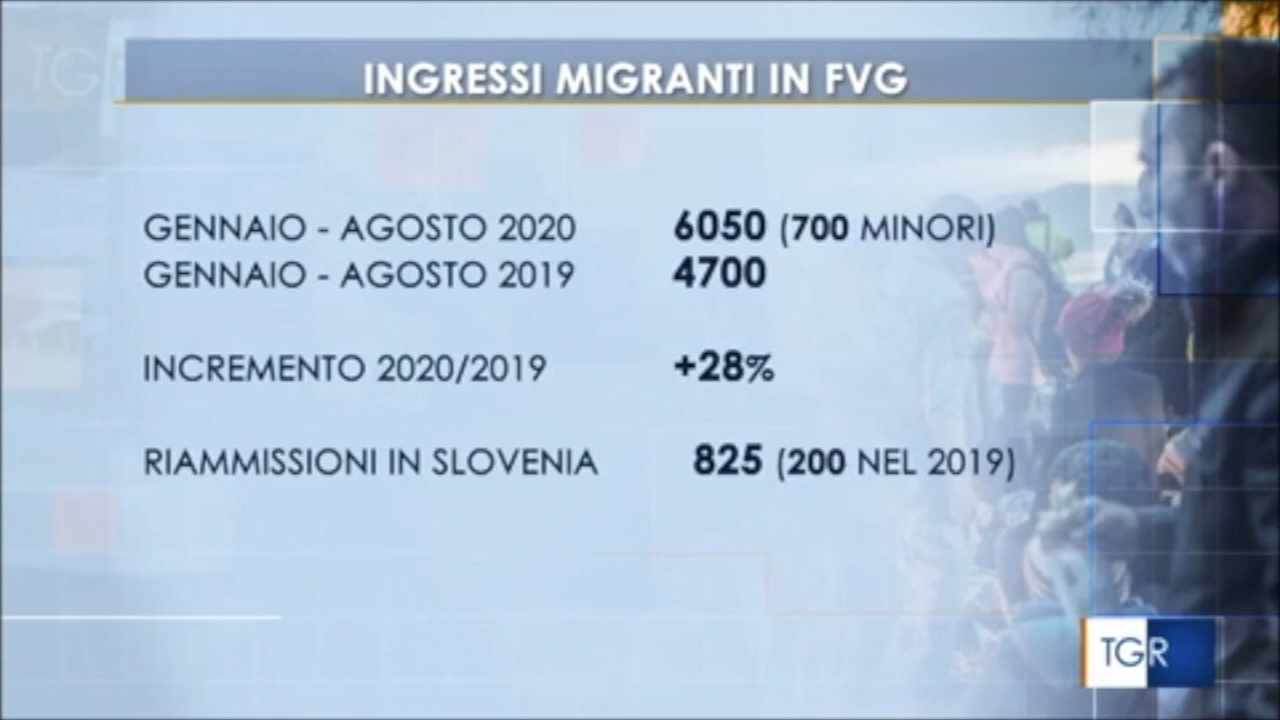 INGRESSI MIGRANTI IN FVG
GENNAIO - AGOSTO 2020 6050 (700 MINORI)
GENNAIO - AGOSTO 2019 4700
INCREMENTO 2020/2019 +28%
RIAMMISSIONI IN SLOVENIA 825 (200 NEL 2019)
TGR